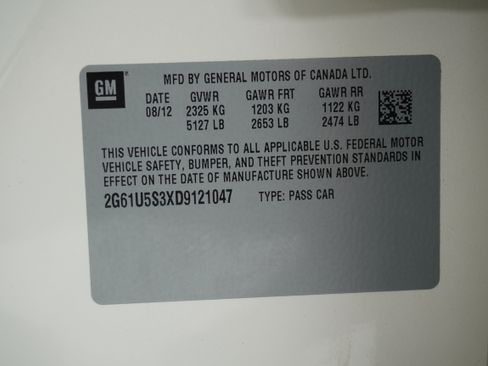 GM
MFD BY GENERAL MOTORS OF CANADA LTD.
DATE GVWR GAWR FRT GAWR RR
08/12 2325 KG 1203 KG 1122 KG
5127 LB 2653 LB 2474 LB
THIS VEHICLE CONFORMS TO ALL APPLICABLE U.S. FEDERAL MOTOR
VEHICLE SAFETY, BUMPER, AND THEFT PREVENTION STANDARDS IN
EFFECT ON THE DATE OF MANUFACTURE SHOWN ABOVE.
2G61U5S3XD9121047 TYPE: PASS CAR